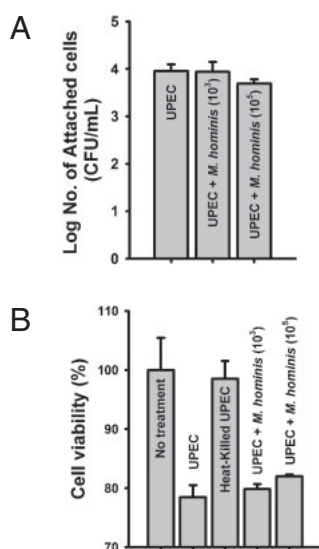 A
Log No. of Attached cells
(CFU/mL)
5
4
3
2
1
0
UPEC
UPEC + M. hominis (10³)
UPEC + M. hominis (10⁵)
B
Cell viability (%)
110
100
90
80
70
No treatment
UPEC
Heat-Killed UPEC
UPEC + M. hominis (10³)
UPEC + M. hominis (10⁵)